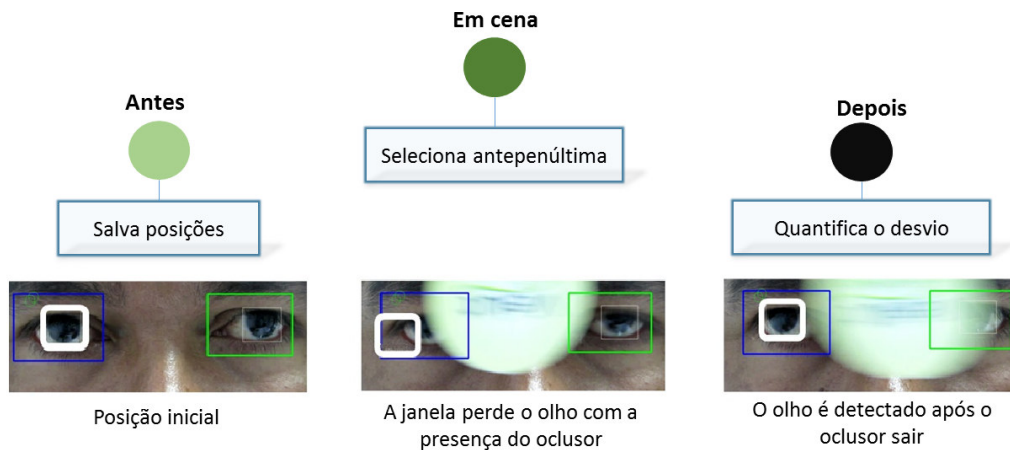 Em cena
Antes
Depois
Seleciona antepenúltima
Salva posições
Quantifica o desvio
Posição inicial
A janela perde o olho com a
presença do oclusor
O olho é detectado após o
oclusor sair